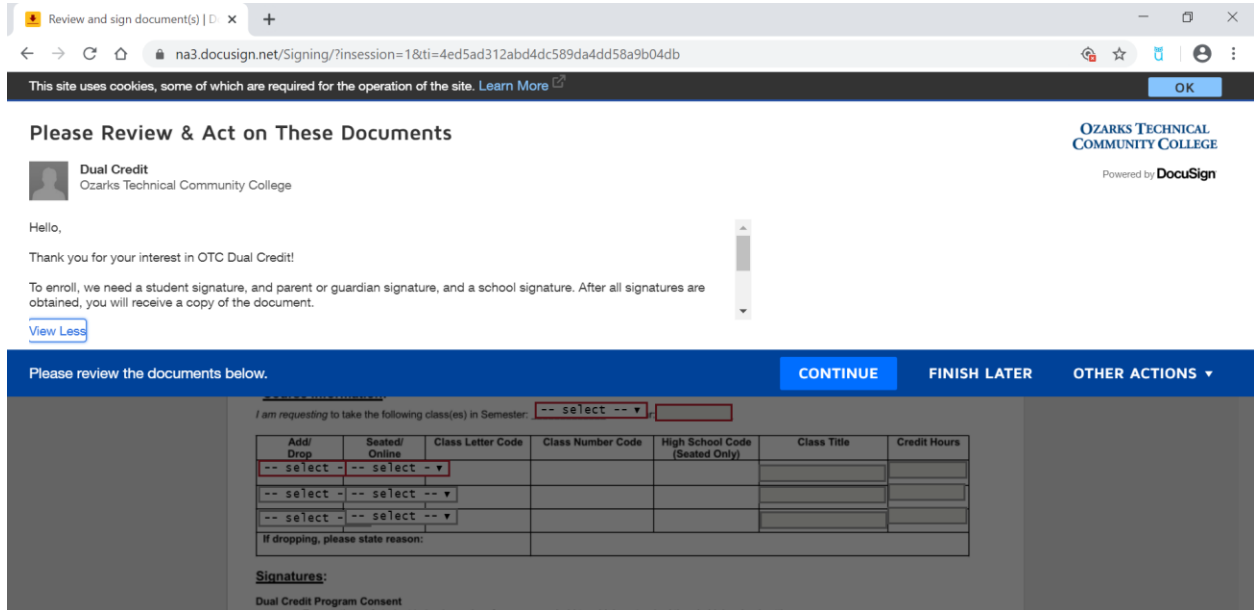 Review and sign document(s) | D
na3.docusign.net/Signing/?insession=1&ti=4ed5ad312abd4dc589da4dd58a9b04db
This site uses cookies, some of which are required for the operation of the site. Learn More
OK
Please Review & Act on These Documents
OZARKS TECHNICAL
COMMUNITY COLLEGE
Powered by DocuSign
Dual Credit
Ozarks Technical Community College
Hello,
Thank you for your interest in OTC Dual Credit!
To enroll, we need a student signature, and parent or guardian signature, and a school signature. After all signatures are
obtained, you will receive a copy of the document.
View Less
Please review the documents below.
CONTINUE
FINISH LATER
OTHER ACTIONS
I am requesting to take the following class(es) in Semester: -- select --
Add/ Drop
Seated/ Online
Class Letter Code
Class Number Code
High School Code (Seated Only)
Class Title
Credit Hours
-- select - -- select -
-- select - -- select --
-- select - -- select --
If dropping, please state reason:
Signatures:
Dual Credit Program Consent